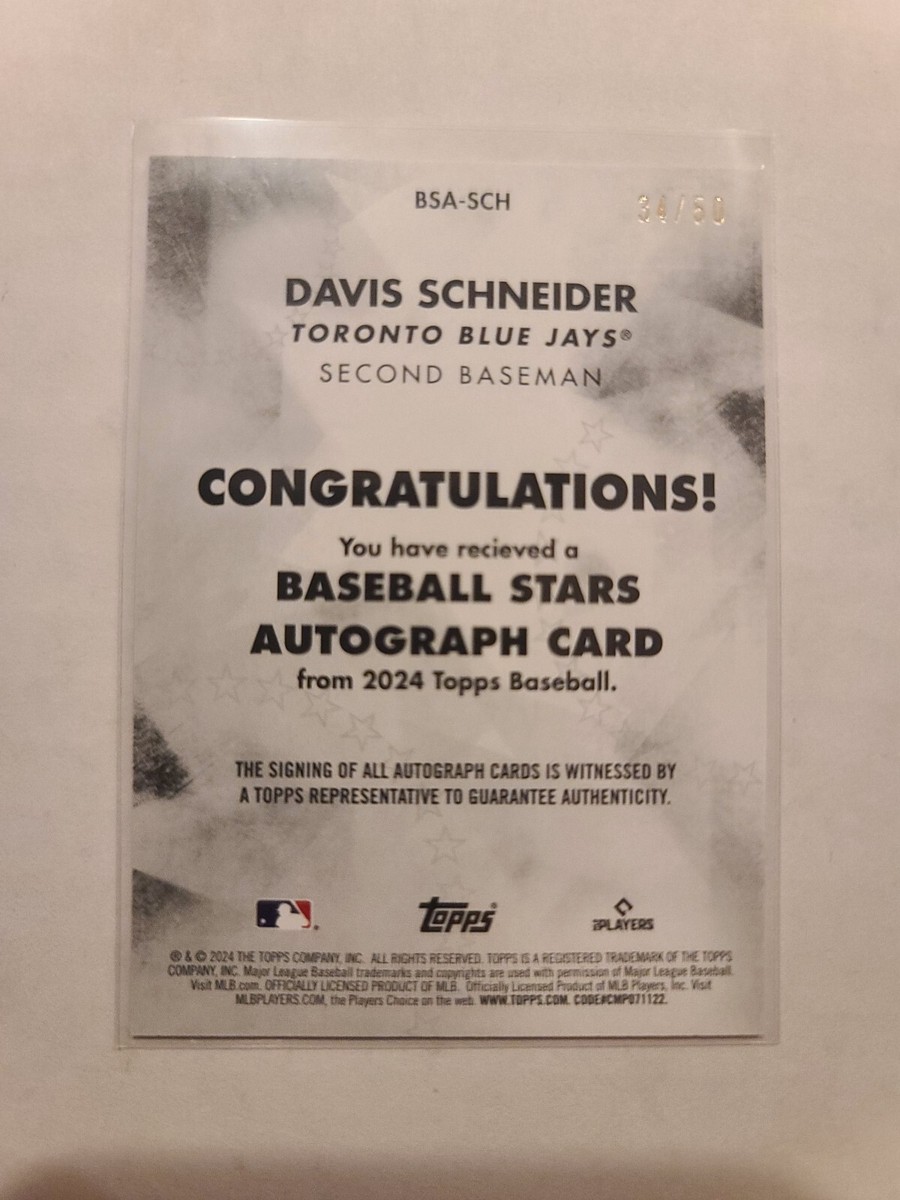 BSA-SCH
34/50
DAVIS SCHNEIDER
TORONTO BLUE JAYS®
SECOND BASEMAN
CONGRATULATIONS!
You have recieved a
BASEBALL STARS
AUTOGRAPH CARD
from 2024 Topps Baseball.
THE SIGNING OF ALL AUTOGRAPH CARDS IS WITNESSED BY
A TOPPS REPRESENTATIVE TO GUARANTEE AUTHENTICITY.
topps®
PLAYERS
® & © 2024 THE TOPPS COMPANY, INC. ALL RIGHTS RESERVED. TOPPS IS A REGISTERED TRADEMARK OF THE TOPPS
COMPANY, INC. Major League Baseball trademarks and copyrights are used with permission of Major League Baseball.
Visit MLB.com. OFFICIALLY LICENSED PRODUCT OF MLB. Officially Licensed Product of MLB Players, Inc. Visit
MLBPLAYERS.COM, the Players Choice on the web. WWW.TOPPS.COM. CODE#CMP071122.